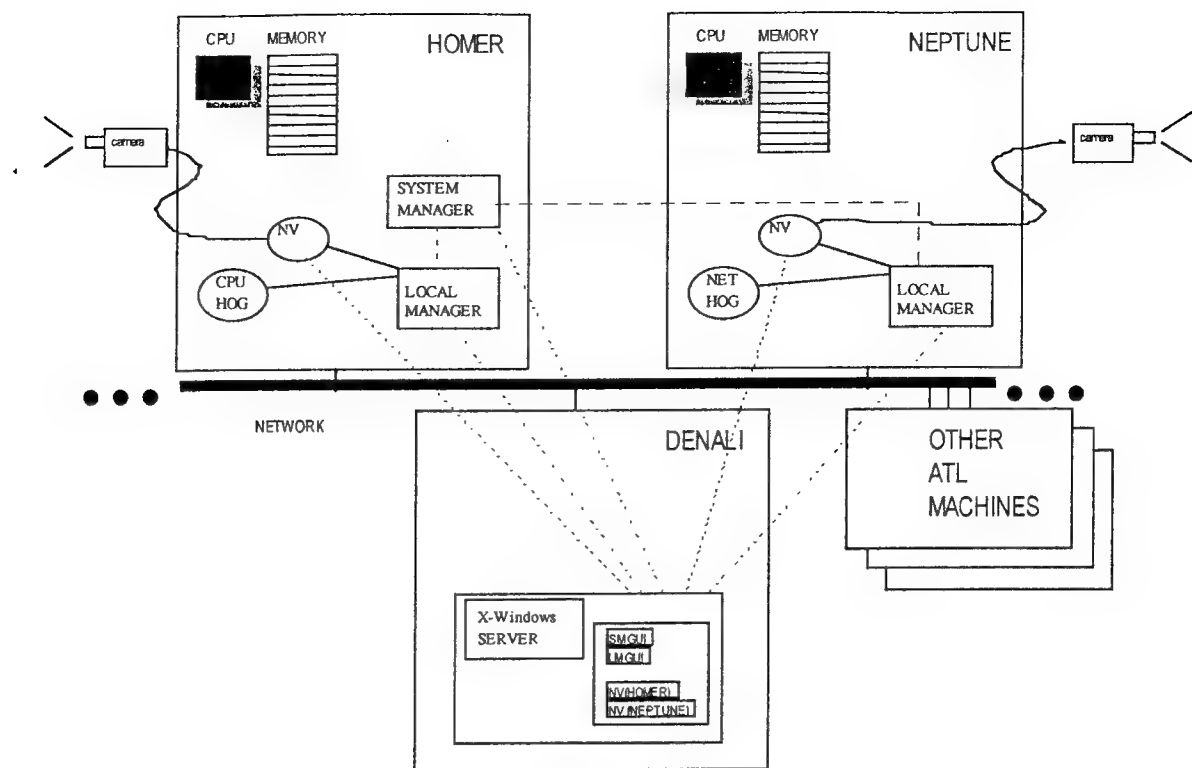 CPU
MEMORY
HOMER
camera
SYSTEM
MANAGER
NV
CPU
HOG
LOCAL
MANAGER
CPU
MEMORY
NEPTUNE
camera
NV
NET
HOG
LOCAL
MANAGER
NETWORK
DENALI
OTHER
ATL
MACHINES
X-Windows
SERVER
SMGUI
LMGUI
NV(HOMER)
NV(NEPTUNE)